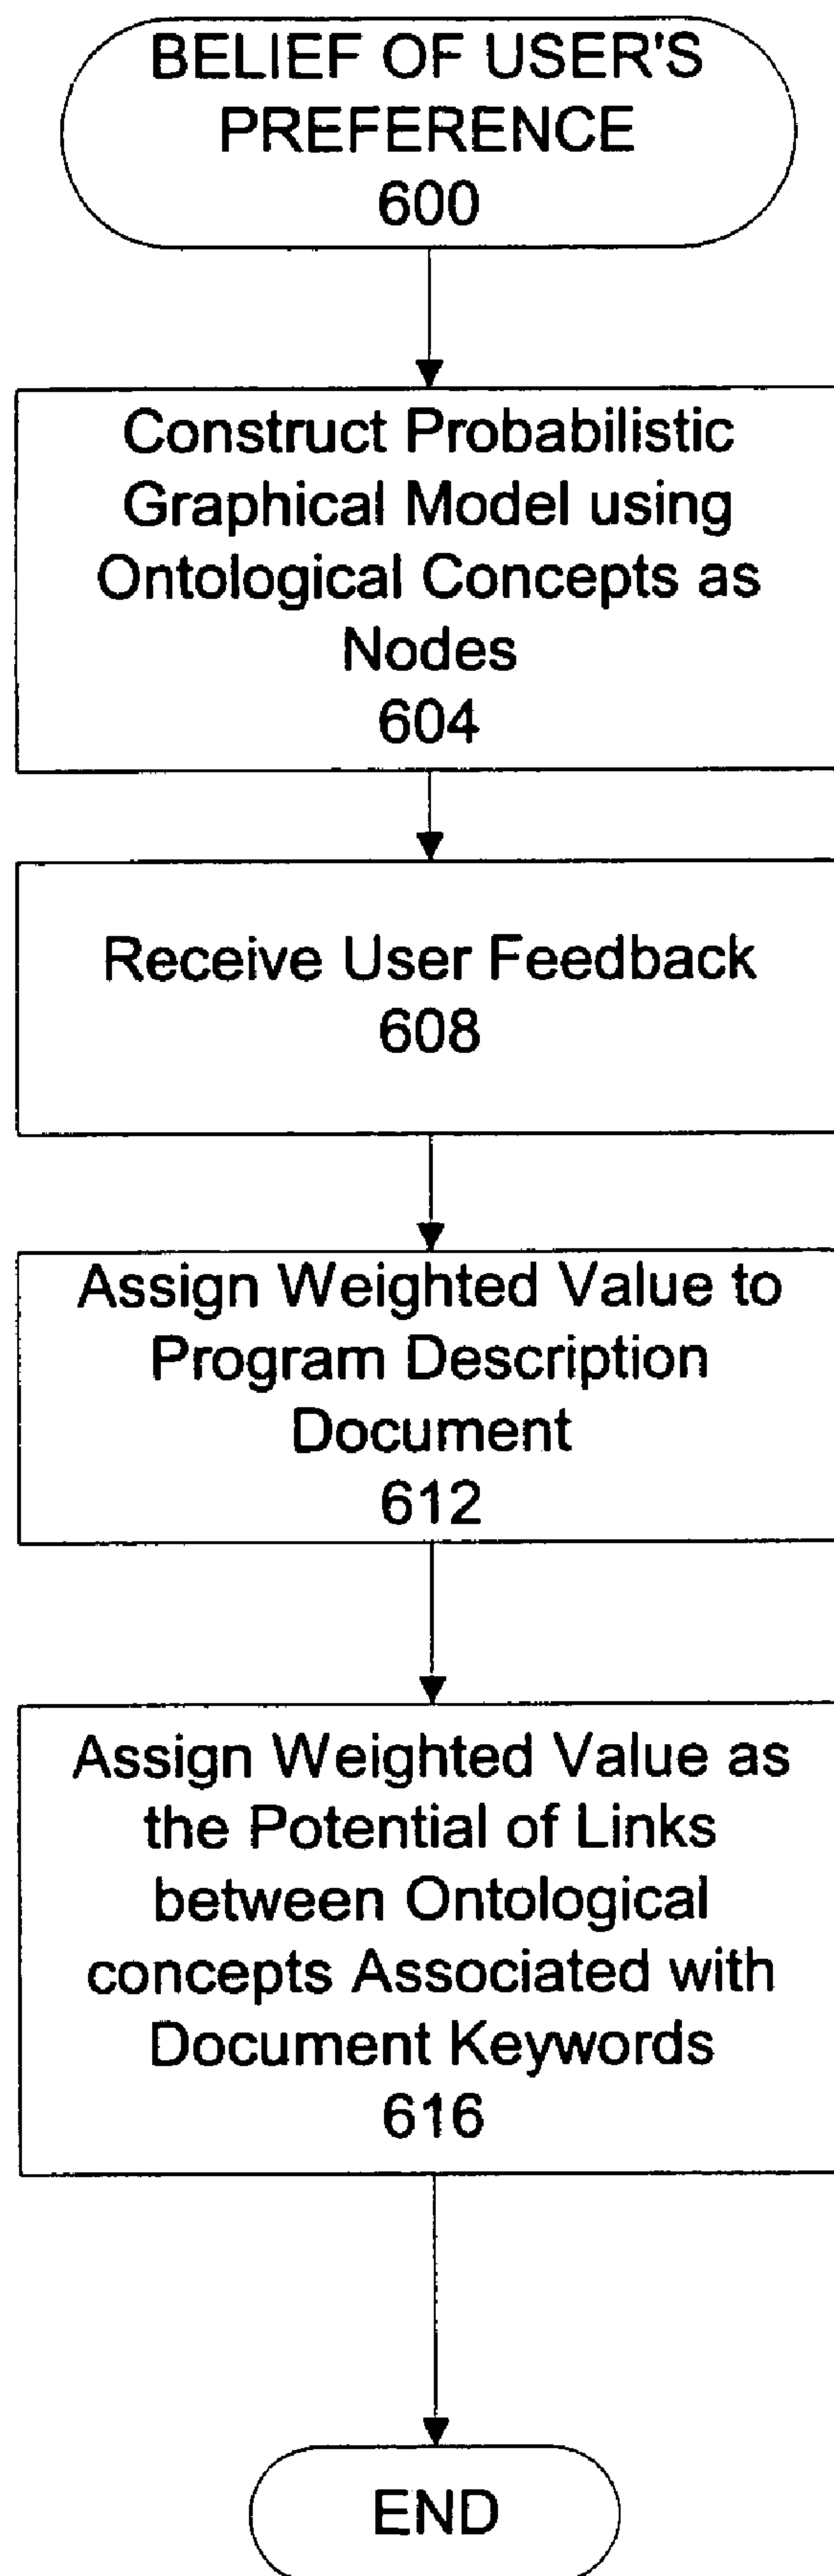 BELIEF OF USER'S
PREFERENCE
600
Construct Probabilistic
Graphical Model using
Ontological Concepts as
Nodes
604
Receive User Feedback
608
Assign Weighted Value to
Program Description
Document
612
Assign Weighted Value as
the Potential of Links
between Ontological
concepts Associated with
Document Keywords
616
END